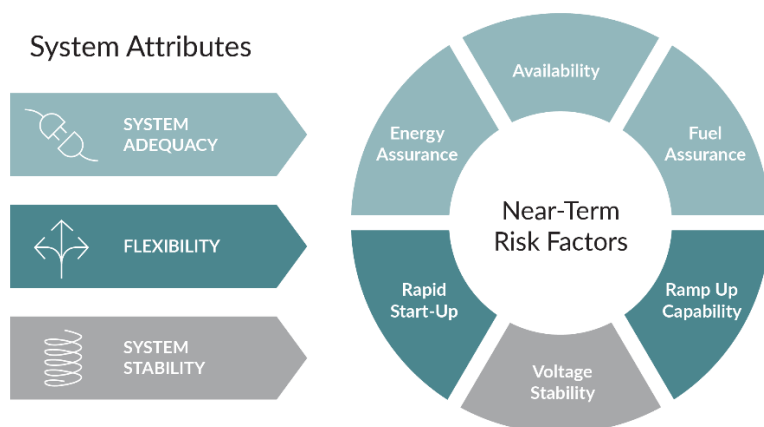 System Attributes
SYSTEM
ADEQUACY
FLEXIBILITY
SYSTEM
STABILITY
Availability
Energy
Assurance
Fuel
Assurance
Near-Term
Risk Factors
Rapid
Start-Up
Ramp Up
Capability
Voltage
Stability